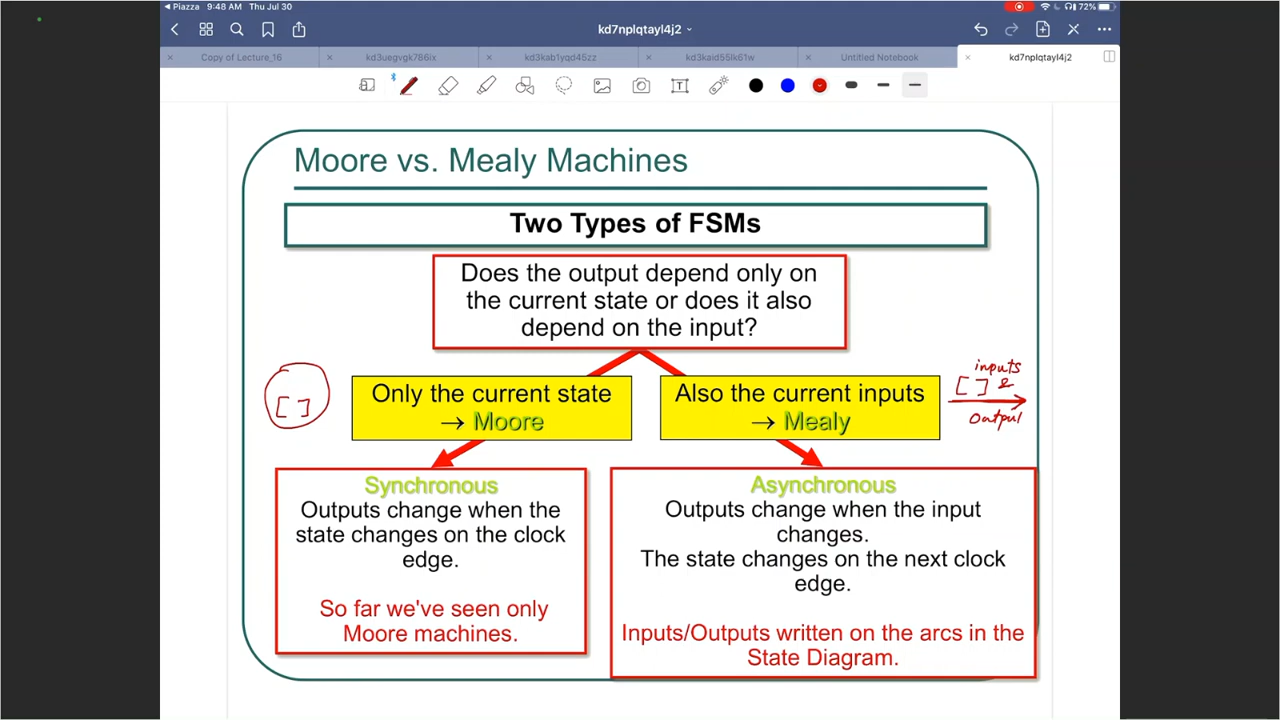 Piazza 9:48 AM Thu Jul 30 72%
kd7nplqtayl4j2
Copy of Lecture_16 kd3uegvgk786ix kd3kab1yqd45zz kd3kaid55lk61w Untitled Notebook kd7nplqtayl4j2
T
Moore vs. Mealy Machines
Two Types of FSMs
Does the output depend only on
the current state or does it also
depend on the input?
[ ]
Only the current state
→ Moore
Also the current inputs
→ Mealy
inputs
[ ]
output
Synchronous
Outputs change when the
state changes on the clock
edge.
So far we've seen only
Moore machines.
Asynchronous
Outputs change when the input
changes.
The state changes on the next clock
edge.
Inputs/Outputs written on the arcs in the
State Diagram.